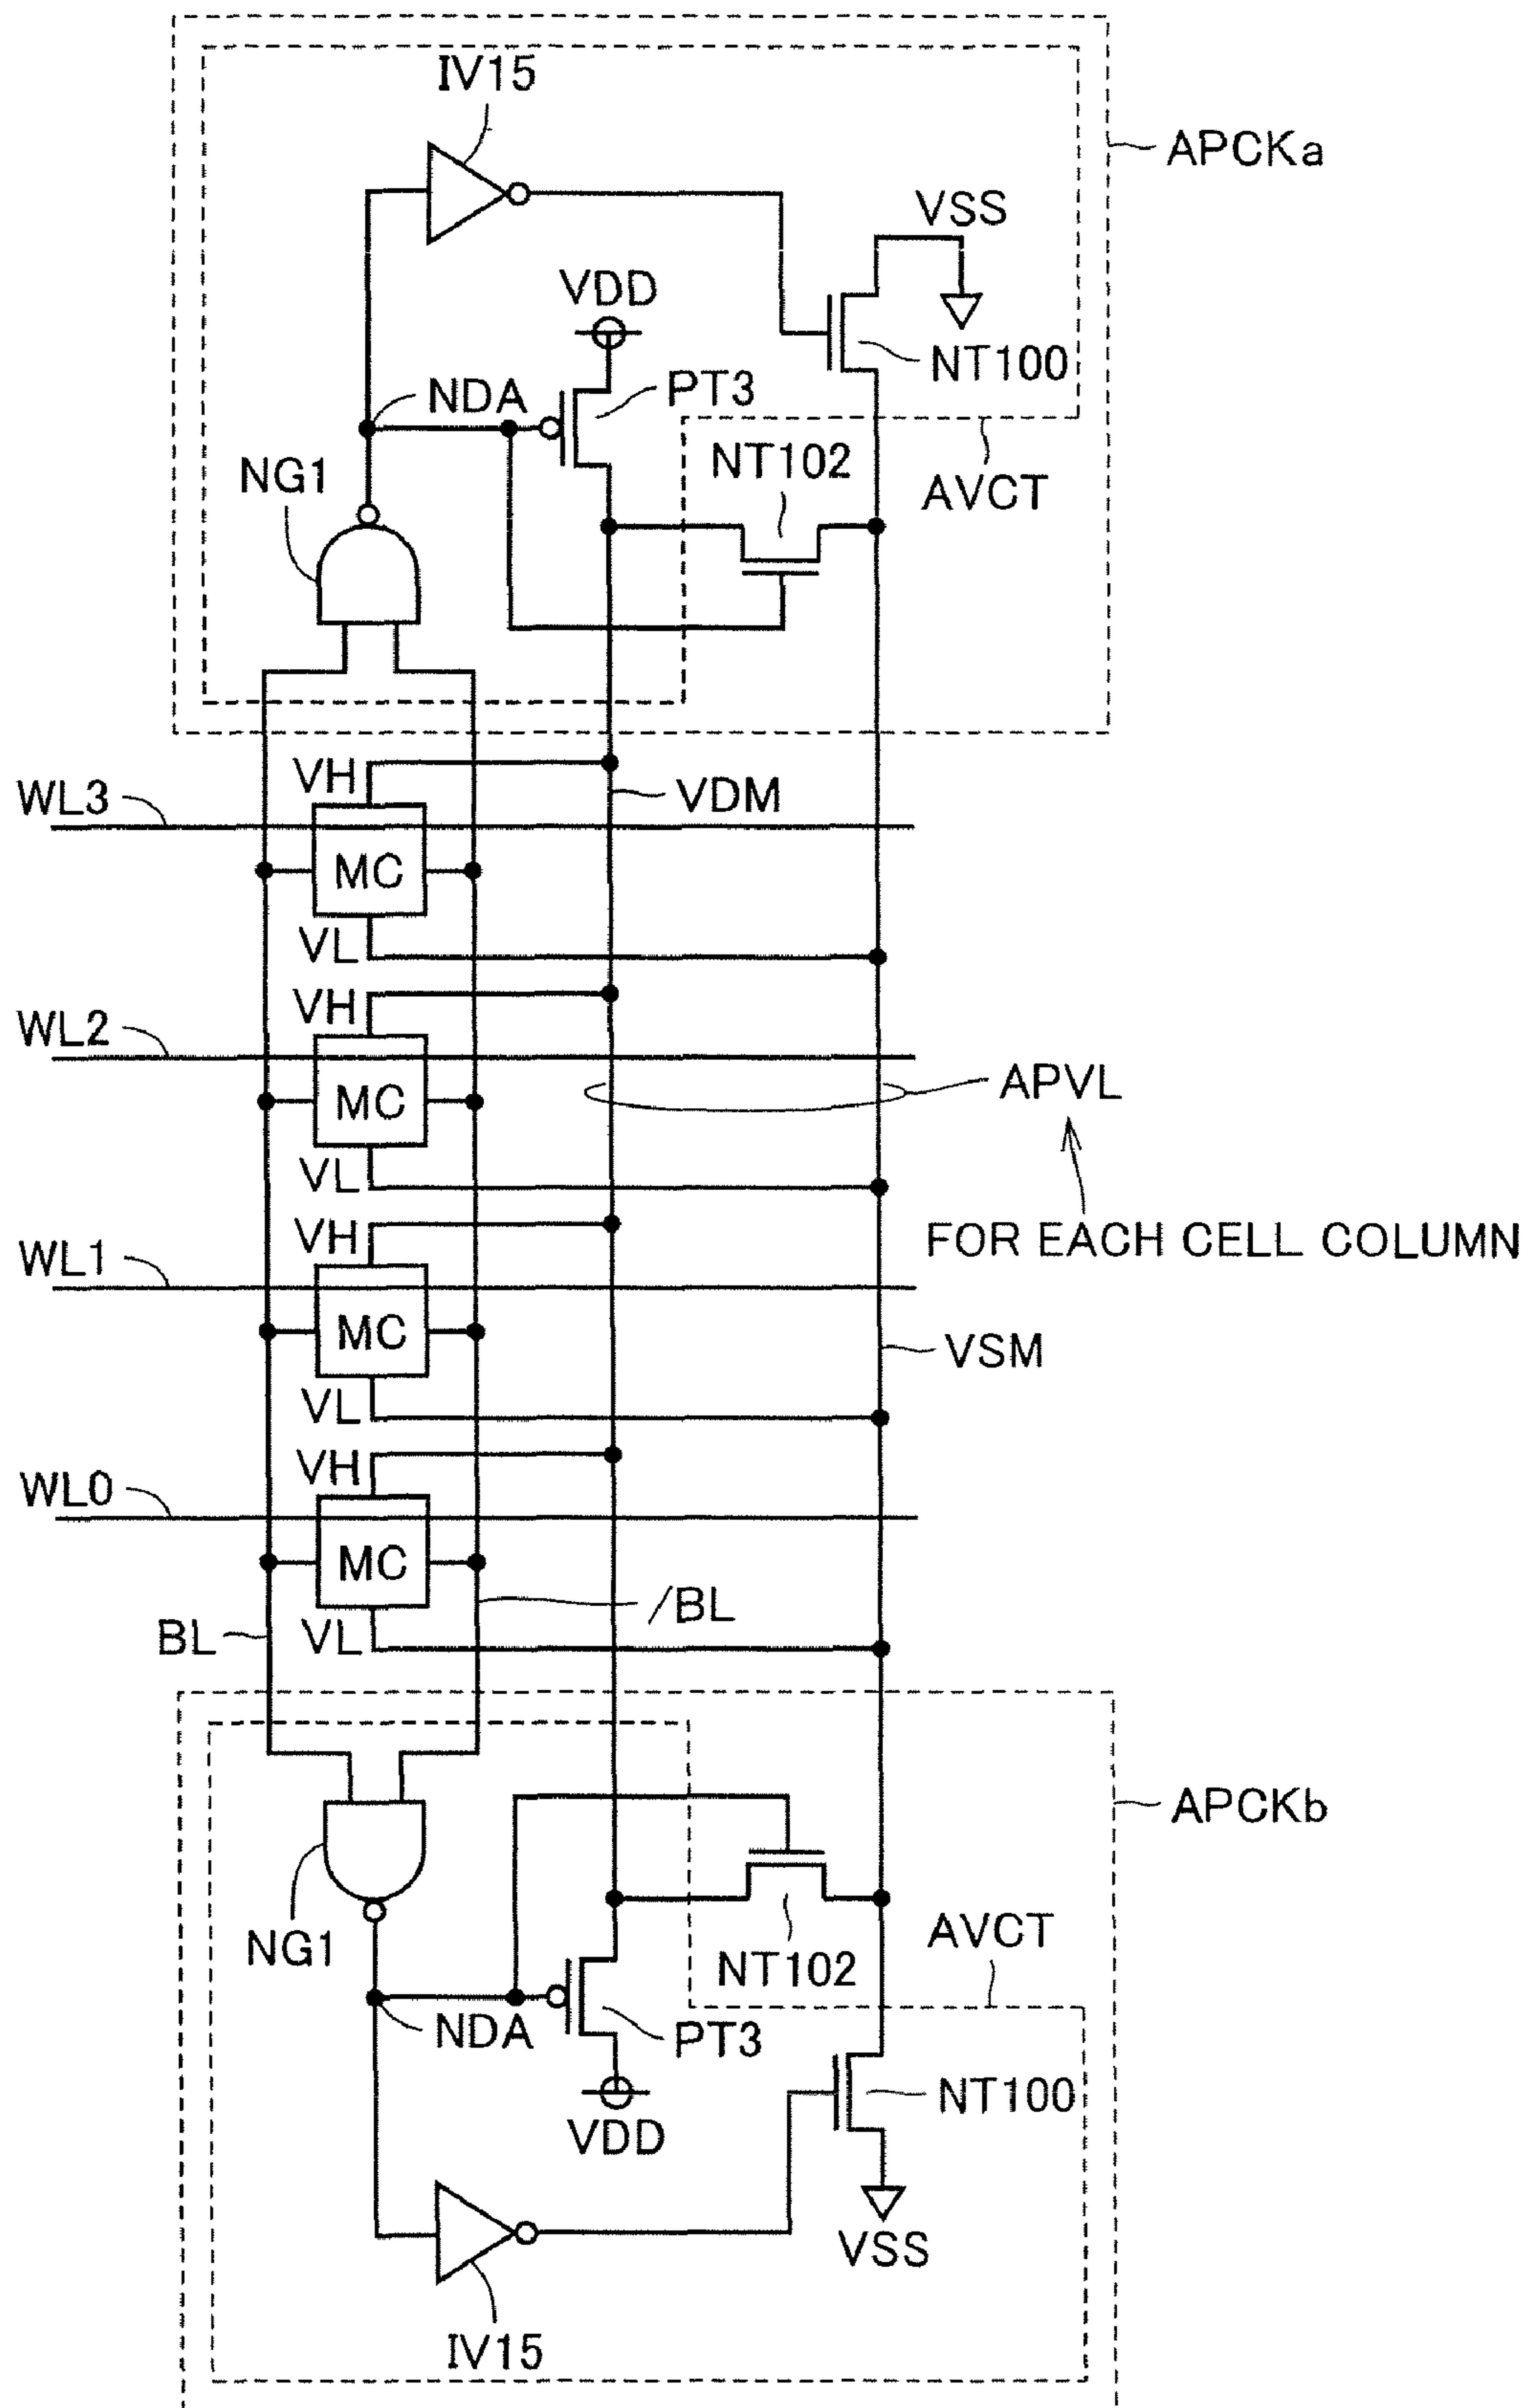 IV15
APCKa
VSS
VDD
NT100
PT3
NDA
NT102
NG1
AVCT
VH
WL3
VDM
MC
VL
VH
WL2
MC
APVL
VL
VH
FOR EACH CELL COLUMN
WL1
MC
VSM
VL
VH
WL0
MC
/BL
BL
VL
APCKb
AVCT
NG1
NT102
NDA
PT3
NT100
VDD
VSS
IV15